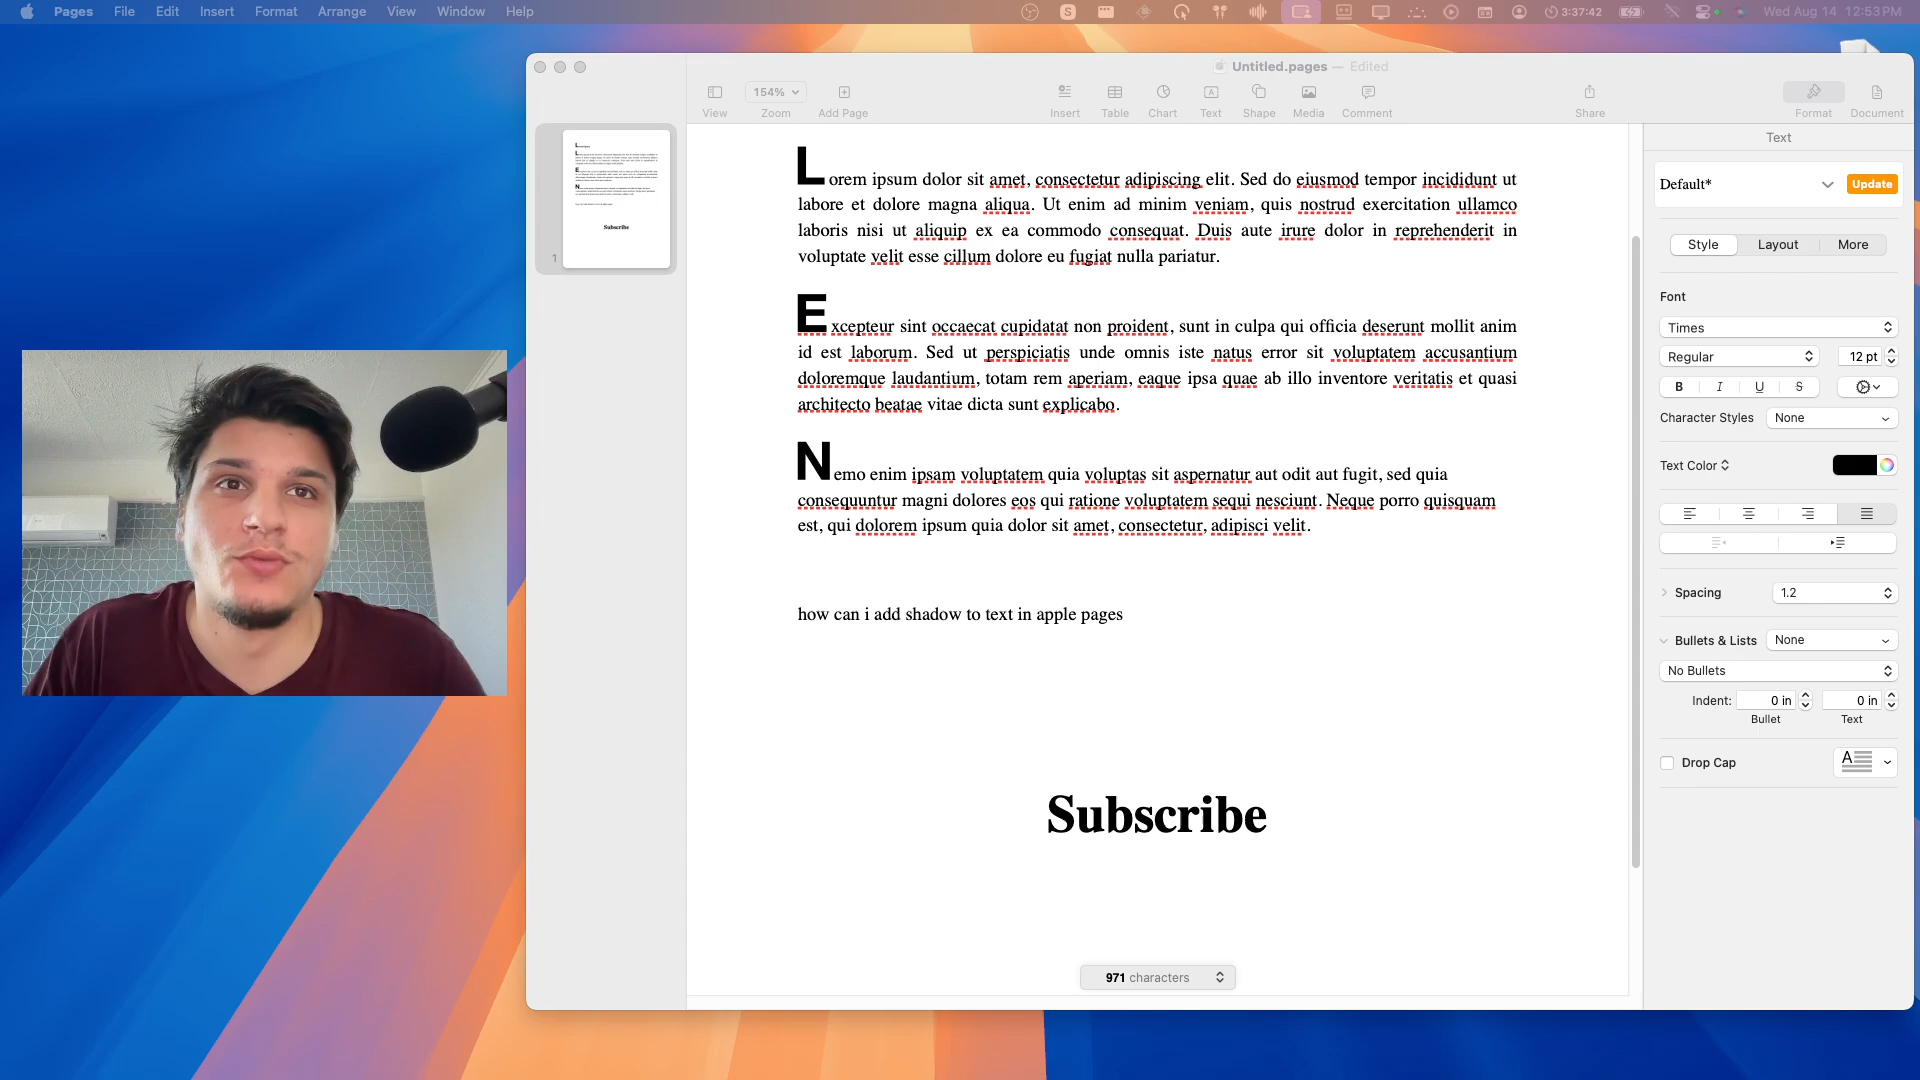 Pages File Edit Insert Format Arrange View Window Help
3:37:42 Wed Aug 14 12:53 PM
Untitled.pages — Edited
154%
View Zoom Add Page Insert Table Chart Text Shape Media Comment Share Format Document
Text
Default* Update
Style Layout More
Font
Times
Regular 12 pt
B I U S
Character Styles None
Text Color
Spacing 1.2
Bullets & Lists None
No Bullets
Indent: 0 in 0 in
Bullet Text
Drop Cap
1
Lorem ipsum dolor sit amet, consectetur adipiscing elit. Sed do eiusmod tempor incididunt ut
labore et dolore magna aliqua. Ut enim ad minim veniam, quis nostrud exercitation ullamco
laboris nisi ut aliquip ex ea commodo consequat. Duis aute irure dolor in reprehenderit in
voluptate velit esse cillum dolore eu fugiat nulla pariatur.
Excepteur sint occaecat cupidatat non proident, sunt in culpa qui officia deserunt mollit anim
id est laborum. Sed ut perspiciatis unde omnis iste natus error sit voluptatem accusantium
doloremque laudantium, totam rem aperiam, eaque ipsa quae ab illo inventore veritatis et quasi
architecto beatae vitae dicta sunt explicabo.
Nemo enim ipsam voluptatem quia voluptas sit aspernatur aut odit aut fugit, sed quia
consequuntur magni dolores eos qui ratione voluptatem sequi nesciunt. Neque porro quisquam
est, qui dolorem ipsum quia dolor sit amet, consectetur, adipisci velit.
how can i add shadow to text in apple pages
Subscribe
971 characters